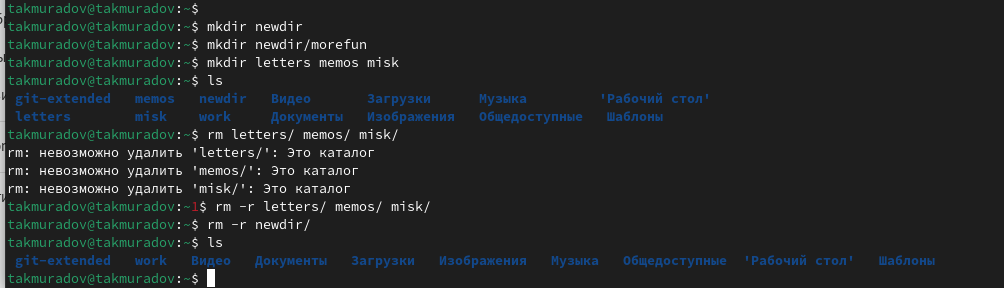 takmuradov@takmuradov:~$
takmuradov@takmuradov:~$ mkdir newdir
takmuradov@takmuradov:~$ mkdir newdir/morefun
takmuradov@takmuradov:~$ mkdir letters memos misk
takmuradov@takmuradov:~$ ls
git-extended memos newdir Видео Загрузки Музыка 'Рабочий стол'
letters misk work Документы Изображения Общедоступные Шаблоны
takmuradov@takmuradov:~$ rm letters/ memos/ misk/
rm: невозможно удалить 'letters/': Это каталог
rm: невозможно удалить 'memos/': Это каталог
rm: невозможно удалить 'misk/': Это каталог
takmuradov@takmuradov:~1$ rm -r letters/ memos/ misk/
takmuradov@takmuradov:~$ rm -r newdir/
takmuradov@takmuradov:~$ ls
git-extended work Видео Документы Загрузки Изображения Музыка Общедоступные 'Рабочий стол' Шаблоны
takmuradov@takmuradov:~$